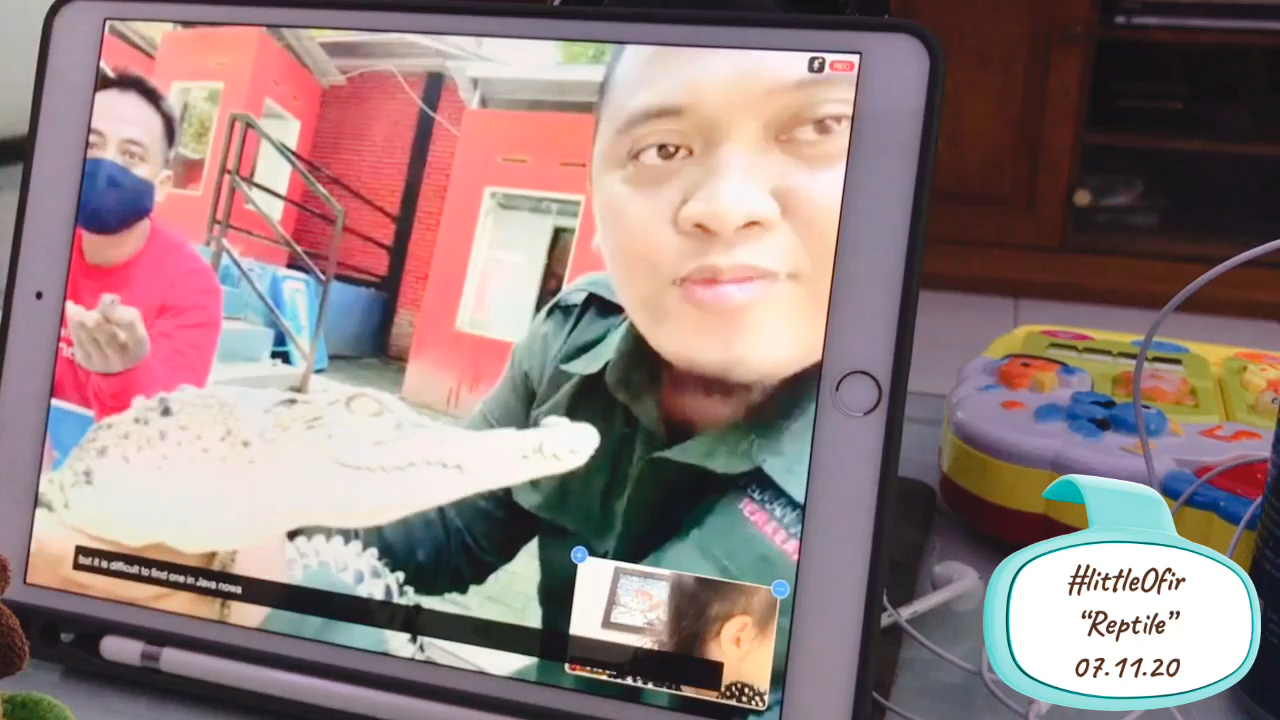 REC
but it is difficult to find one in Java nowa
#littleOfir
“Reptile”
07.11.20